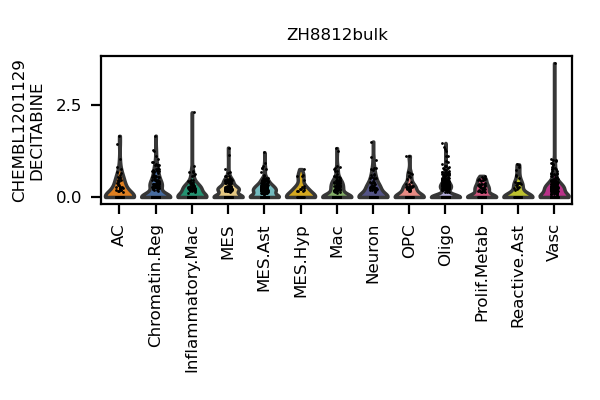 ZH8812bulk
CHEMBL1201129
DECITABINE
2.5
0.0
AC
Chromatin.Reg
Inflammatory.Mac
MES
MES.Ast
MES.Hyp
Mac
Neuron
OPC
Oligo
Prolif.Metab
Reactive.Ast
Vasc